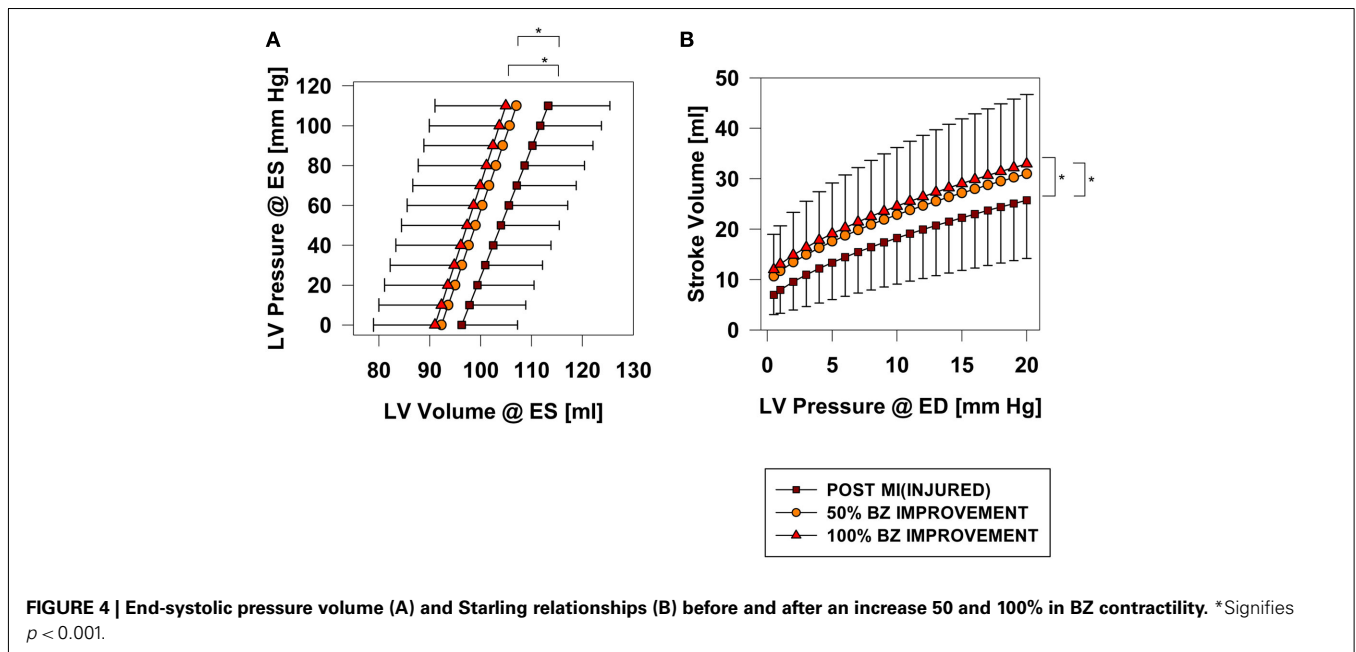 A
*
*
LV Pressure @ ES [mm Hg]
120
100
80
60
40
20
0
80 90 100 110 120 130
LV Volume @ ES [ml]
B
Stroke Volume [ml]
50
40
30
20
10
0
* *
0 5 10 15 20
LV Pressure @ ED [mm Hg]
POST MI(INJURED)
50% BZ IMPROVEMENT
100% BZ IMPROVEMENT
FIGURE 4 | End-systolic pressure volume (A) and Starling relationships (B) before and after an increase 50 and 100% in BZ contractility. *Signifies
p < 0.001.